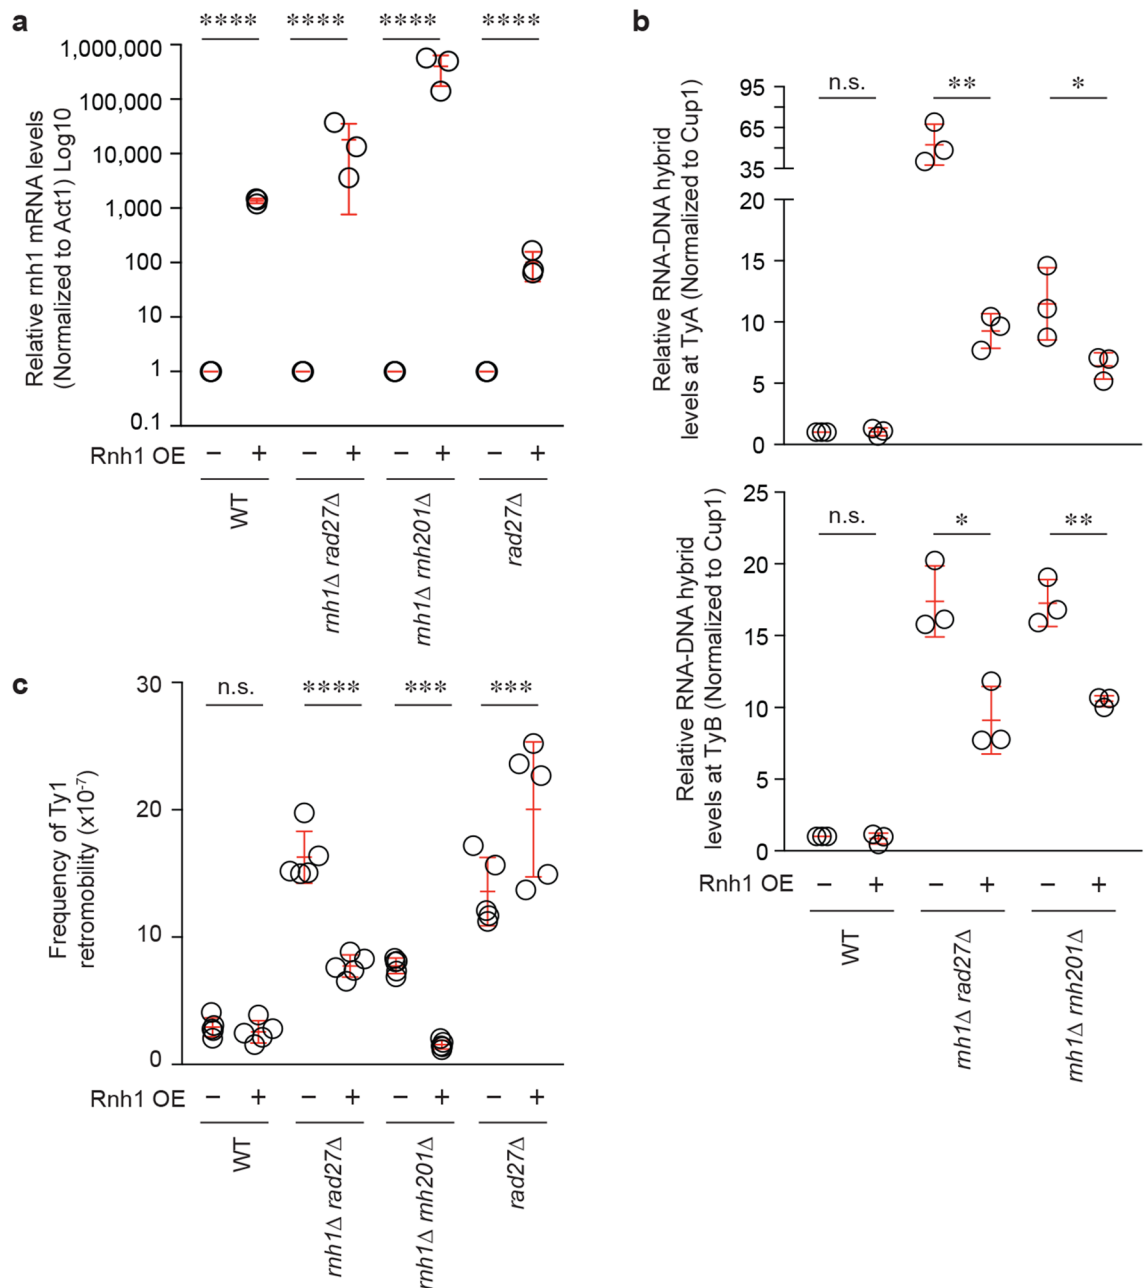 a
**** **** **** ****
Relative rnh1 mRNA levels
(Normalized to Act1) Log10
1,000,000
100,000
10,000
1,000
100
10
1
0.1
Rnh1 OE − + − + − + − +
WT
rnh1Δ rad27Δ
rnh1Δ rnh201Δ
rad27Δ
b
n.s. ** *
Relative RNA-DNA hybrid
levels at TyA (Normalized to Cup1)
95
65
35
20
15
10
5
0
n.s. * **
Relative RNA-DNA hybrid
levels at TyB (Normalized to Cup1)
25
20
15
10
5
0
Rnh1 OE − + − + − +
WT
rnh1Δ rad27Δ
rnh1Δ rnh201Δ
c
n.s. **** *** ***
Frequency of Ty1
retromobility (x10⁻⁷)
30
20
10
0
Rnh1 OE − + − + − + − +
WT
rnh1Δ rad27Δ
rnh1Δ rnh201Δ
rad27Δ